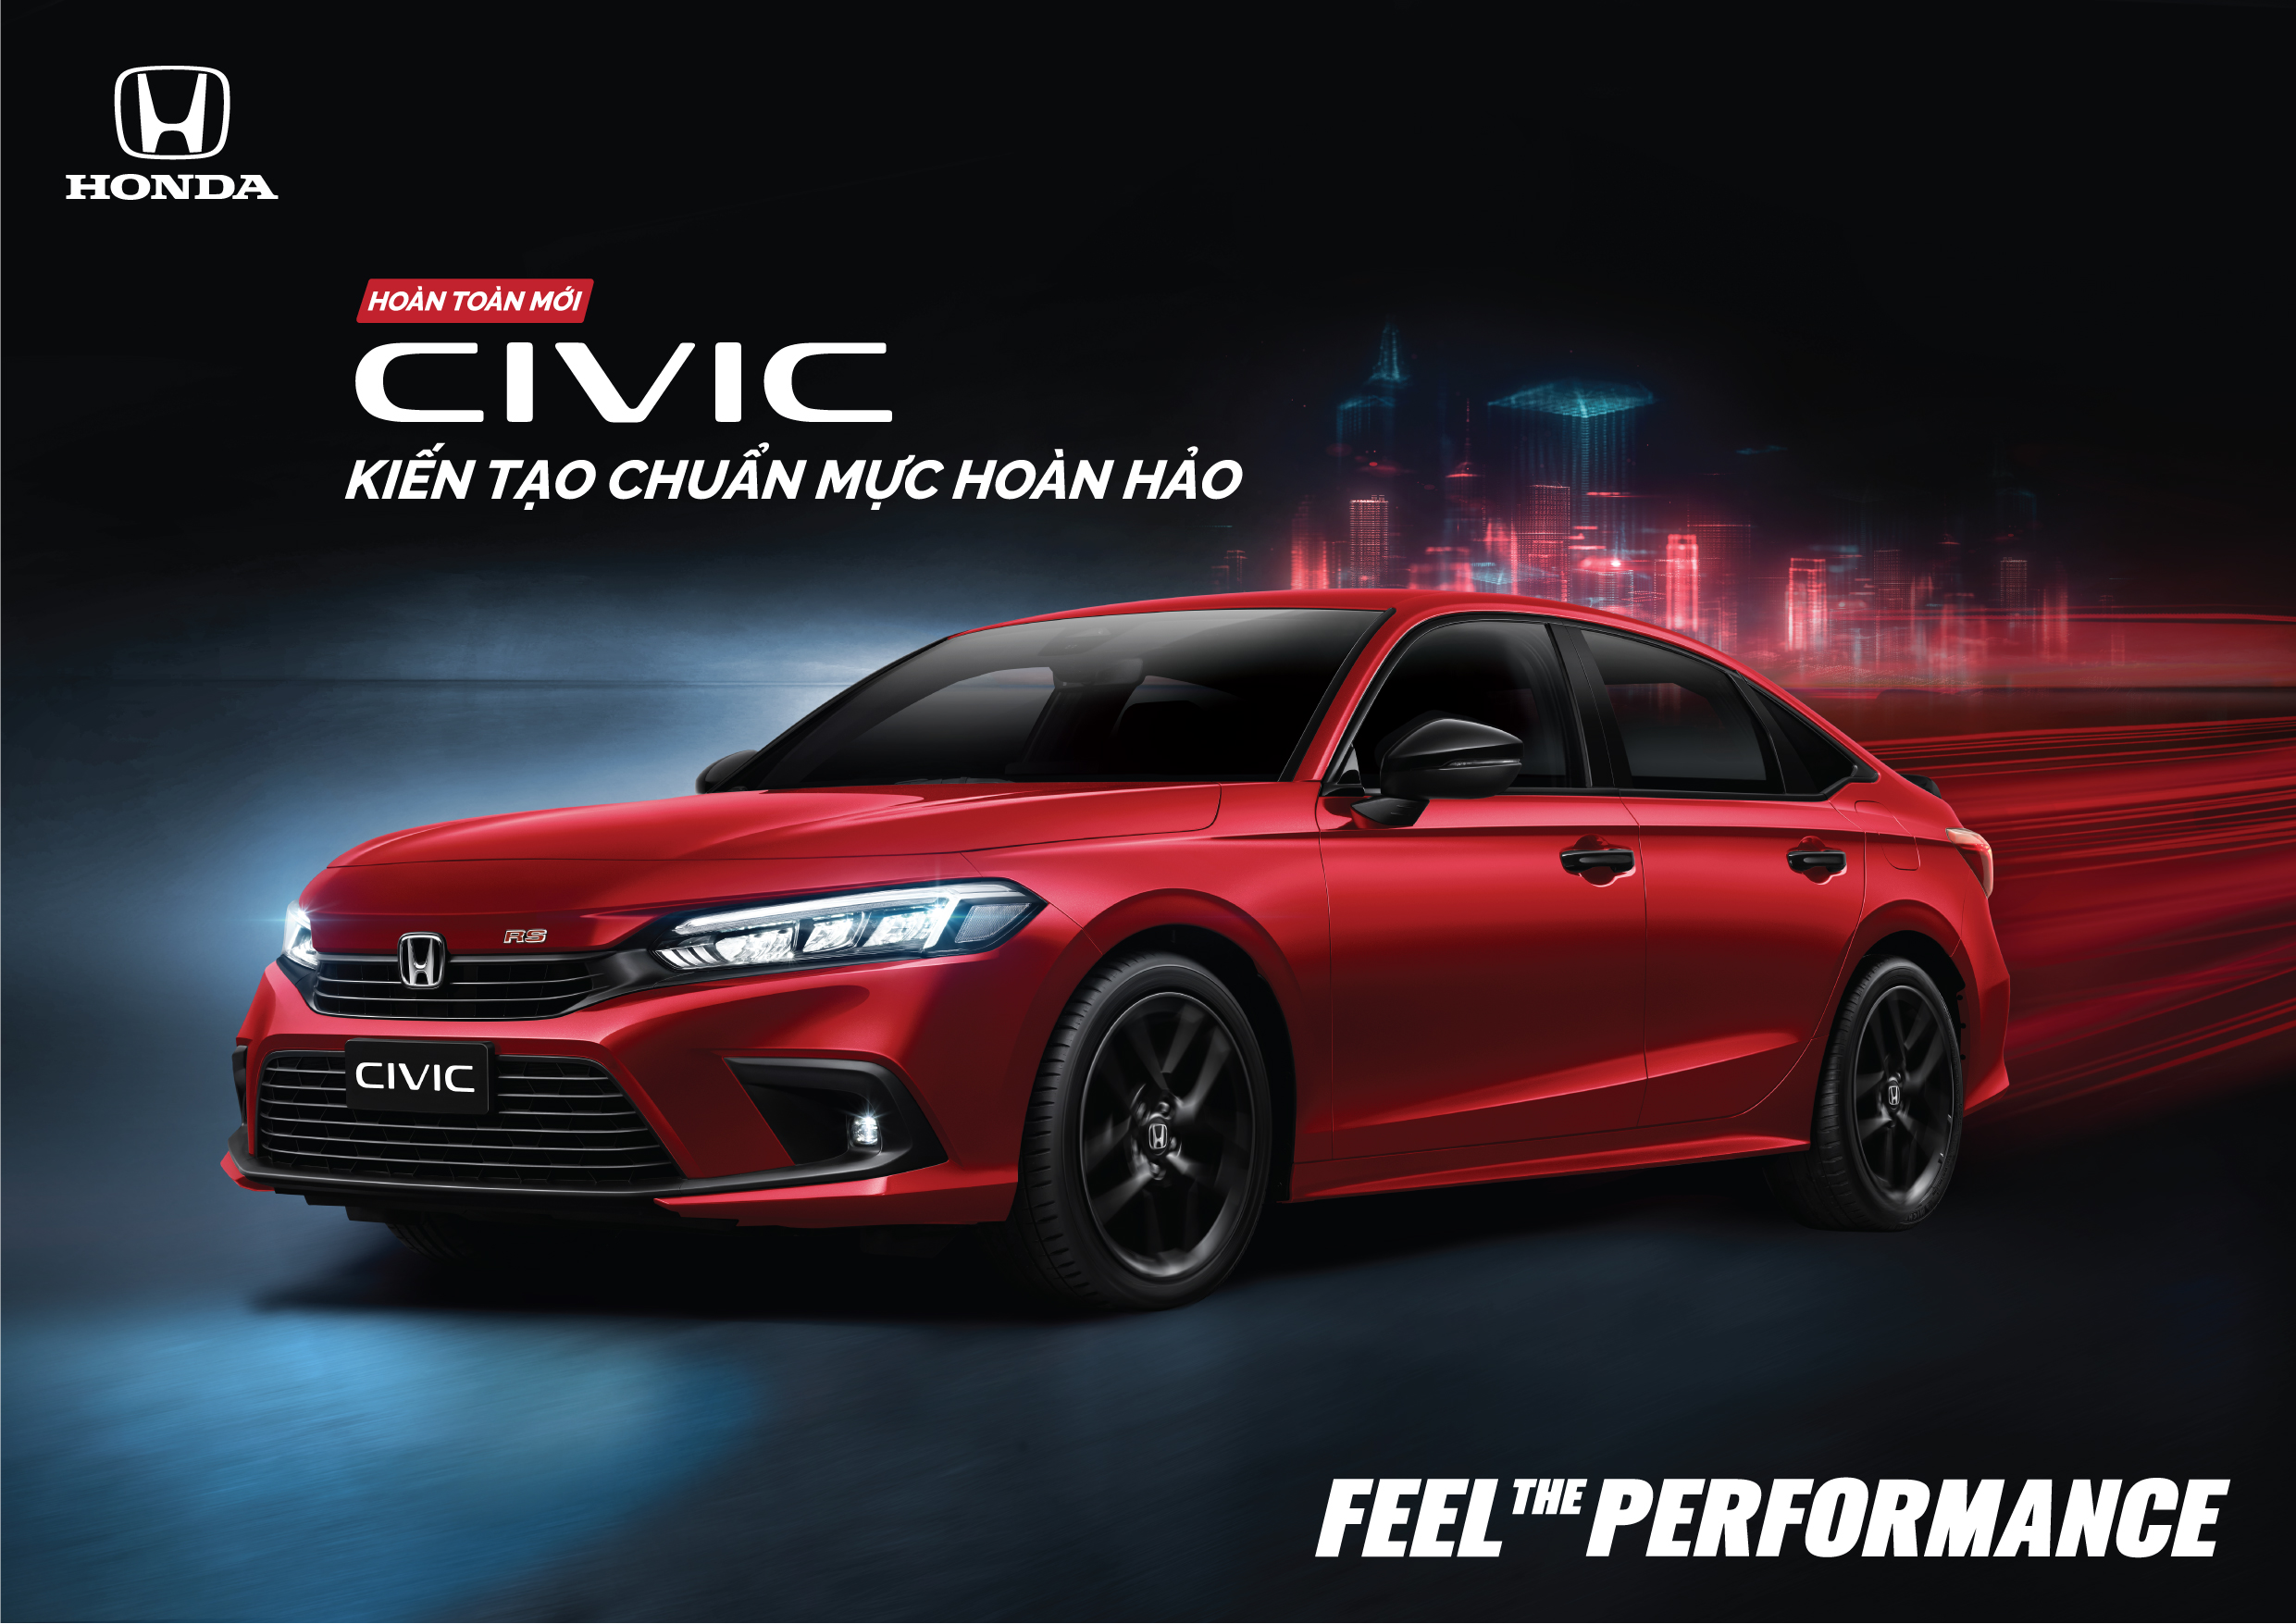 HONDA
HOÀN TOÀN MỚI
CIVIC
KIẾN TẠO CHUẨN MỰC HOÀN HẢO
RS
CIVIC
FEEL THE PERFORMANCE